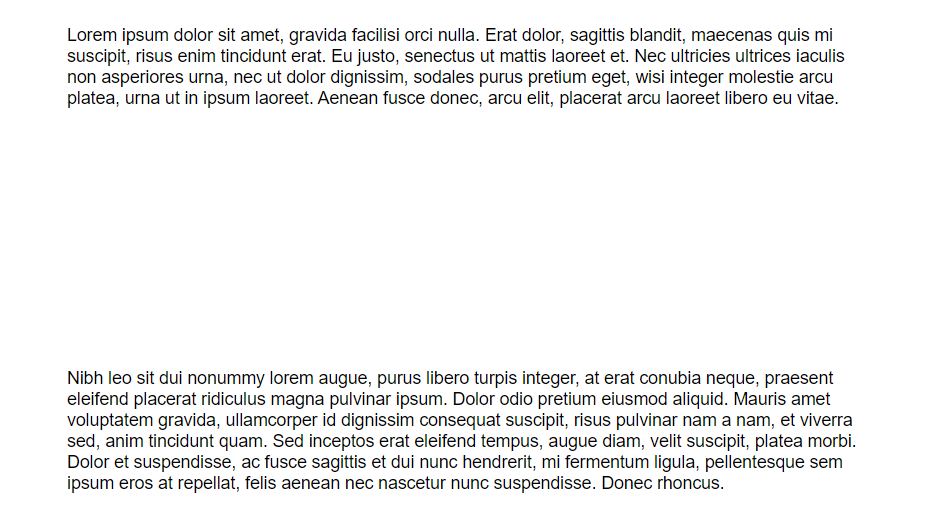 Lorem ipsum dolor sit amet, gravida facilisi orci nulla. Erat dolor, sagittis blandit, maecenas quis mi
suscipit, risus enim tincidunt erat. Eu justo, senectus ut mattis laoreet et. Nec ultricies ultrices iaculis
non asperiores urna, nec ut dolor dignissim, sodales purus pretium eget, wisi integer molestie arcu
platea, urna ut in ipsum laoreet. Aenean fusce donec, arcu elit, placerat arcu laoreet libero eu vitae.
Nibh leo sit dui nonummy lorem augue, purus libero turpis integer, at erat conubia neque, praesent
eleifend placerat ridiculus magna pulvinar ipsum. Dolor odio pretium eiusmod aliquid. Mauris amet
voluptatem gravida, ullamcorper id dignissim consequat suscipit, risus pulvinar nam a nam, et viverra
sed, anim tincidunt quam. Sed inceptos erat eleifend tempus, augue diam, velit suscipit, platea morbi.
Dolor et suspendisse, ac fusce sagittis et dui nunc hendrerit, mi fermentum ligula, pellentesque sem
ipsum eros at repellat, felis aenean nec nascetur nunc suspendisse. Donec rhoncus.